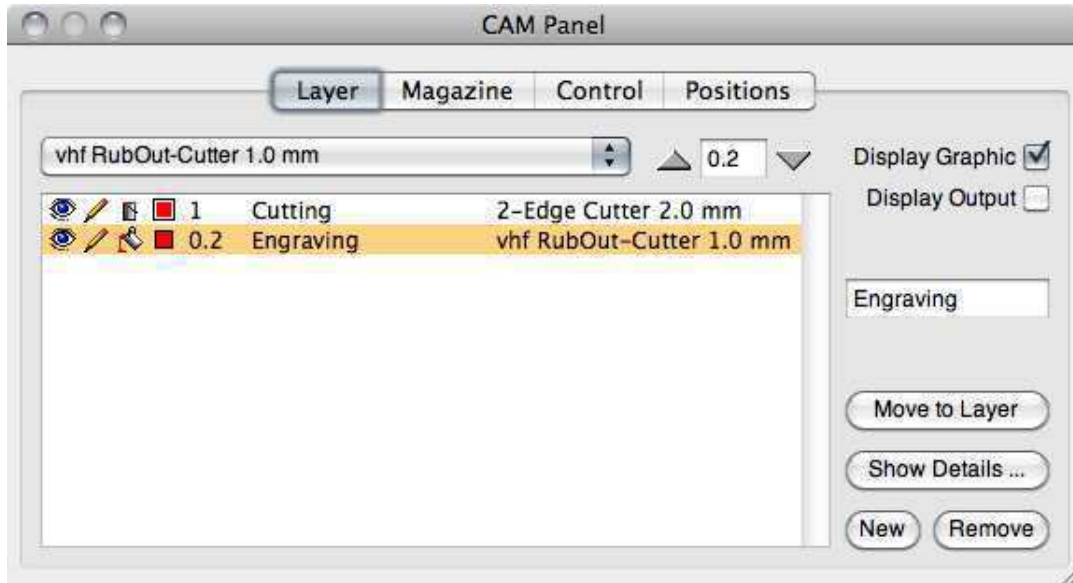 CAM Panel
Layer Magazine Control Positions
vhf RubOut-Cutter 1.0 mm 0.2 Display Graphic
Display Output
1 Cutting 2-Edge Cutter 2.0 mm
0.2 Engraving vhf RubOut-Cutter 1.0 mm
Engraving
Move to Layer
Show Details ...
New Remove